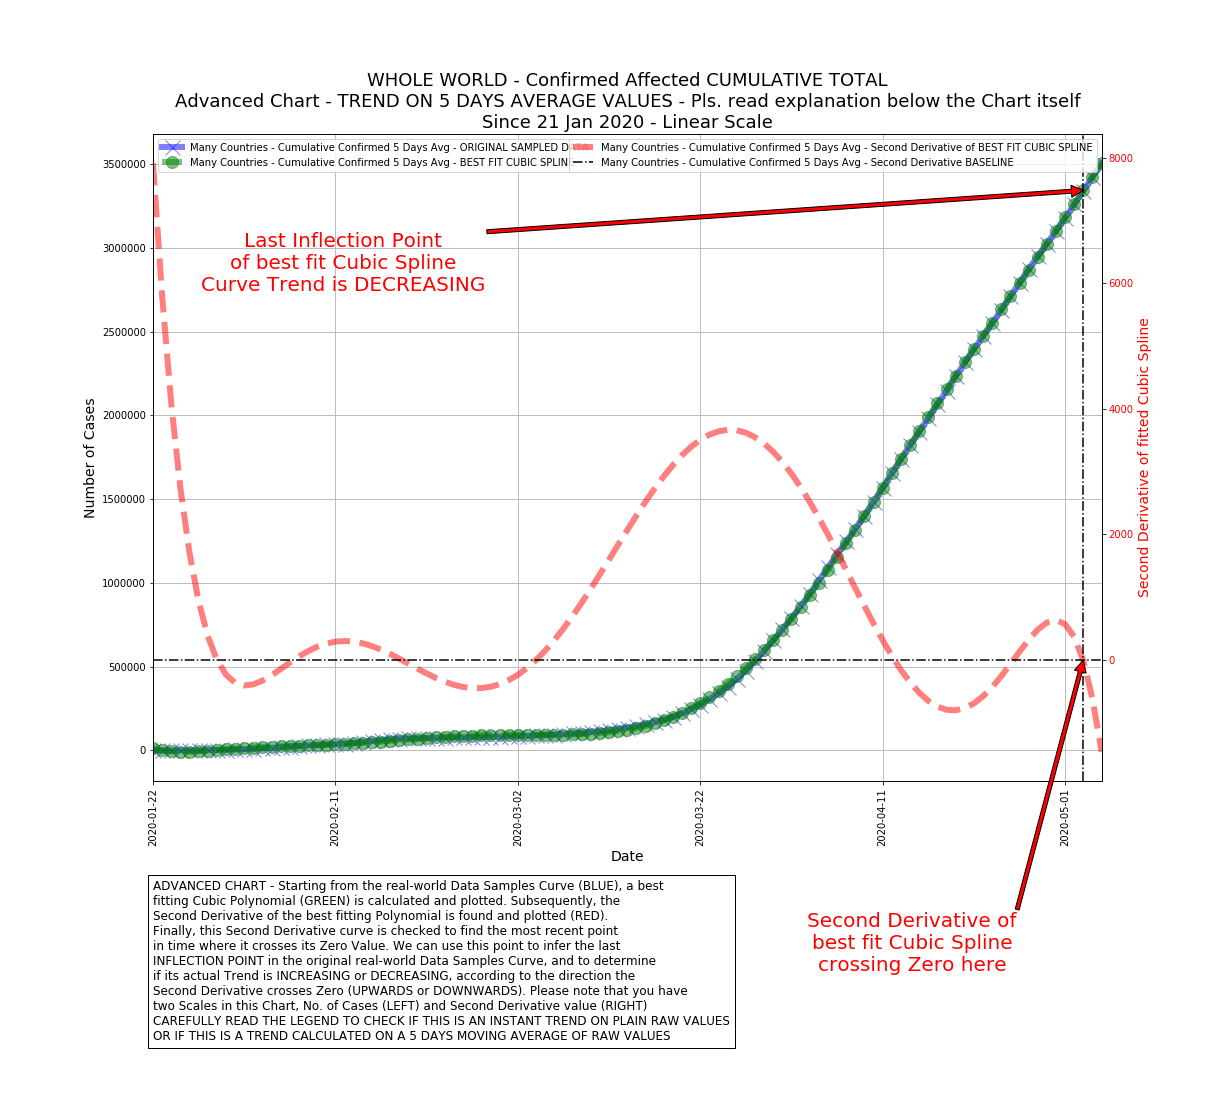 WHOLE WORLD - Confirmed Affected CUMULATIVE TOTAL
Advanced Chart - TREND ON 5 DAYS AVERAGE VALUES - Pls. read explanation below the Chart itself
Since 21 Jan 2020 - Linear Scale
Many Countries - Cumulative Confirmed 5 Days Avg - ORIGINAL SAMPLED
Many Countries - Cumulative Confirmed 5 Days Avg - BEST FIT CUBIC SPLIN
Many Countries - Cumulative Confirmed 5 Days Avg - Second Derivative of BEST FIT CUBIC SPLINE
Many Countries - Cumulative Confirmed 5 Days Avg - Second Derivative BASELINE
Last Inflection Point
of best fit Cubic Spline
Curve Trend is DECREASING
Number of Cases
3500000
3000000
2500000
2000000
1500000
1000000
500000
0
8000
6000
4000
2000
0
Second Derivative of fitted Cubic Spline
2020-01-22
2020-02-11
2020-03-02
2020-03-22
2020-04-11
2020-05-01
Date
ADVANCED CHART - Starting from the real-world Data Samples Curve (BLUE), a best
fitting Cubic Polynomial (GREEN) is calculated and plotted. Subsequently, the
Second Derivative of the best fitting Polynomial is found and plotted (RED).
Finally, this Second Derivative curve is checked to find the most recent point
in time where it crosses its Zero Value. We can use this point to infer the last
INFLECTION POINT in the original real-world Data Samples Curve, and to determine
if its actual Trend is INCREASING or DECREASING, according to the direction the
Second Derivative crosses Zero (UPWARDS or DOWNWARDS). Please note that you have
two Scales in this Chart, No. of Cases (LEFT) and Second Derivative value (RIGHT)
CAREFULLY READ THE LEGEND TO CHECK IF THIS IS AN INSTANT TREND ON PLAIN RAW VALUES
OR IF THIS IS A TREND CALCULATED ON A 5 DAYS MOVING AVERAGE OF RAW VALUES
Second Derivative of
best fit Cubic Spline
crossing Zero here